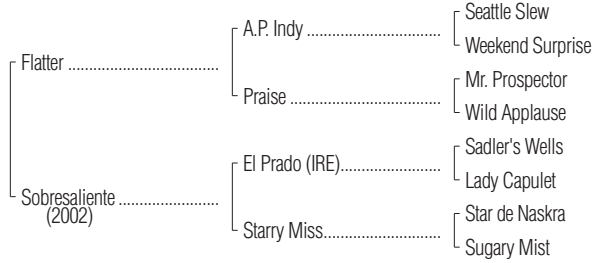 Seattle Slew
A.P. Indy ..............................
Weekend Surprise
Flatter ..................................
Mr. Prospector
Praise ..................................
Wild Applause
Sadler's Wells
El Prado (IRE)......................
Lady Capulet
Sobresaliente ......................
(2002)
Star de Naskra
Starry Miss..........................
Sugary Mist